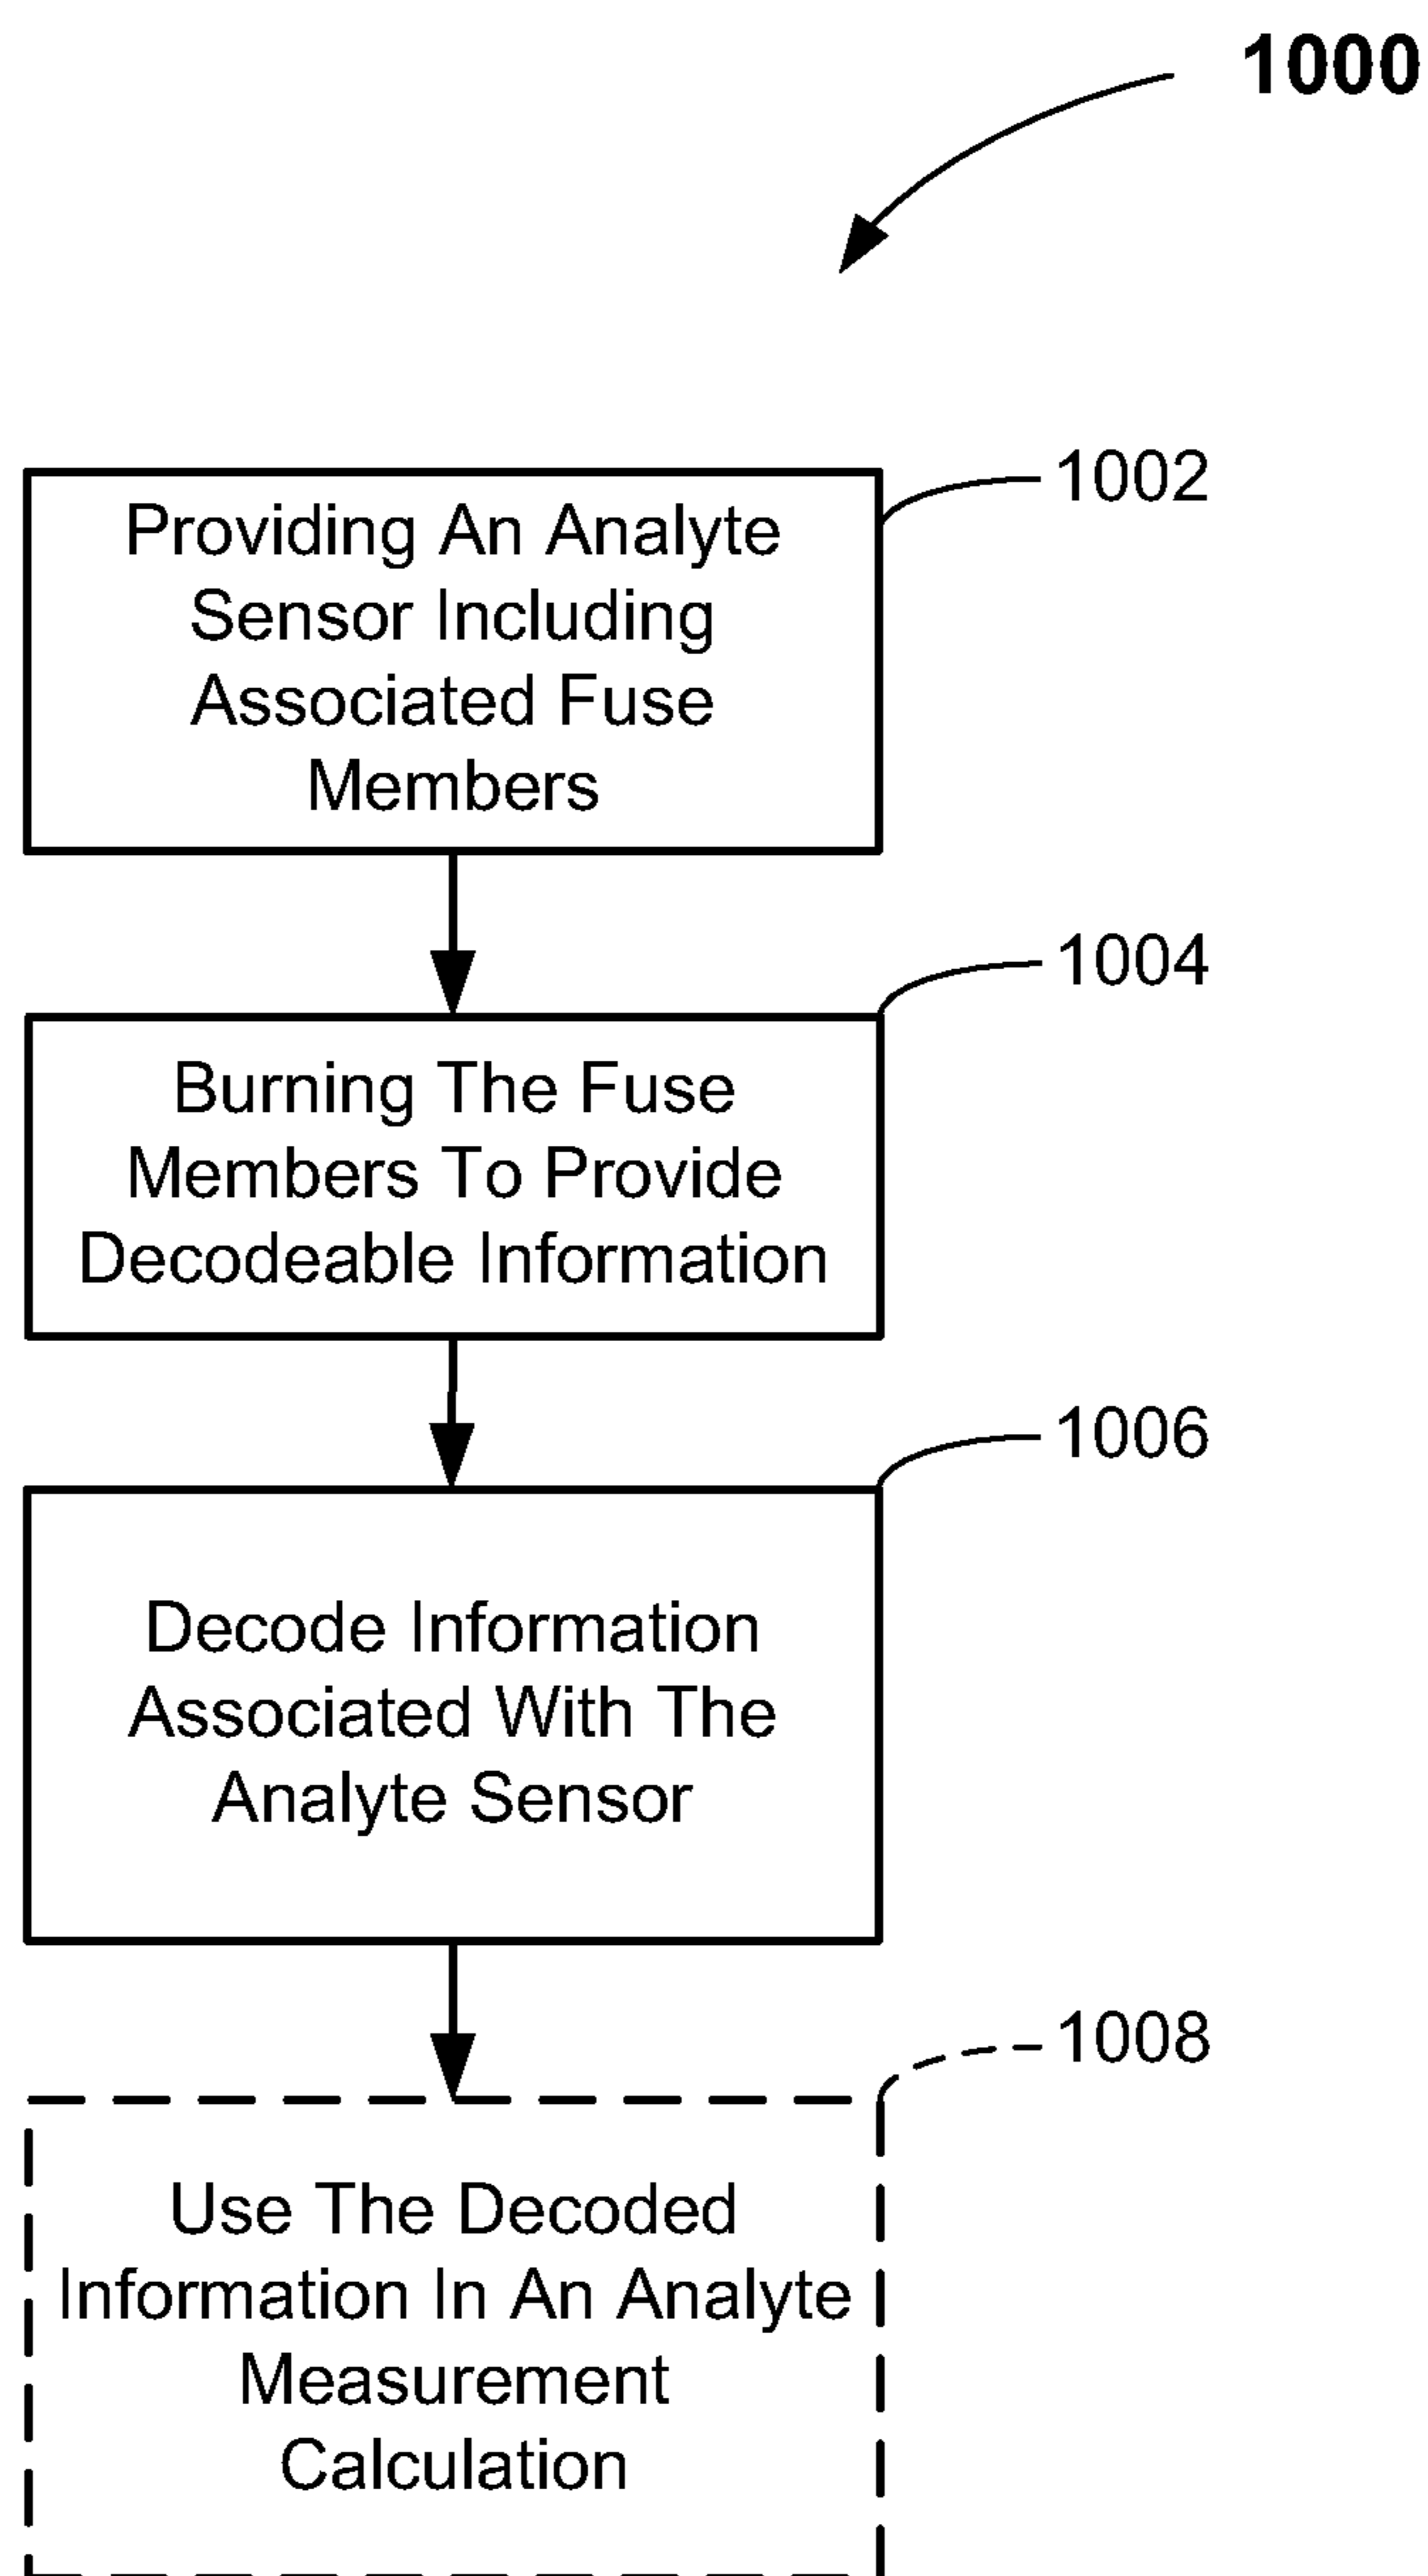 1000
1002
Providing An Analyte
Sensor Including
Associated Fuse
Members
1004
Burning The Fuse
Members To Provide
Decodeable Information
1006
Decode Information
Associated With The
Analyte Sensor
1008
Use The Decoded
Information In An Analyte
Measurement
Calculation